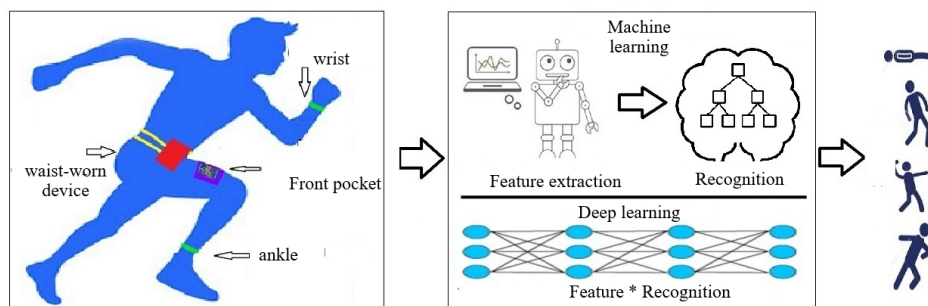 wrist
waist-worn
device
Front pocket
ankle
Machine
learning
Feature extraction
Recognition
Deep learning
Feature * Recognition